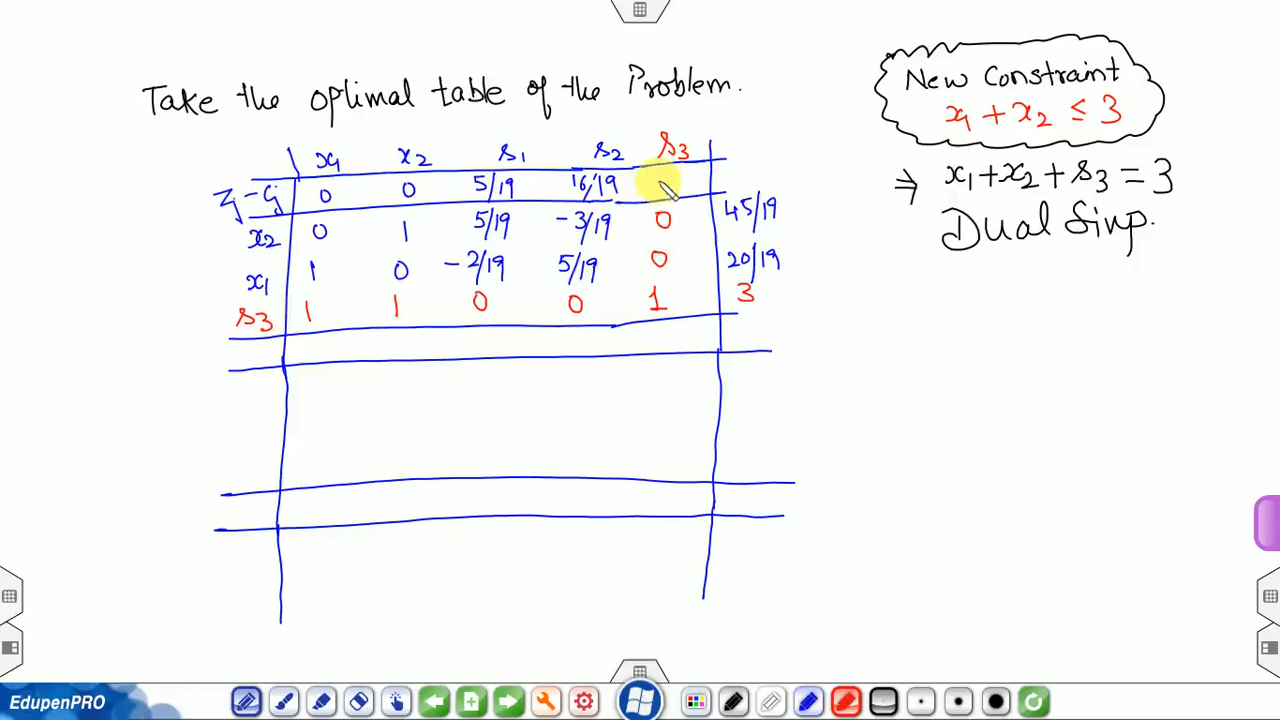 Take the optimal table of the Problem.
New Constraint
x1 + x2 ≤ 3
⇒ x1+x2+s3 = 3
Dual Simp.
x1 x2 s1 s2 s3
Zj-Cj 0 0 5/19 16/19
x2 0 1 5/19 -3/19 0 45/19
x1 1 0 -2/19 5/19 0 20/19
s3 1 1 0 0 1 3
EdupenPRO